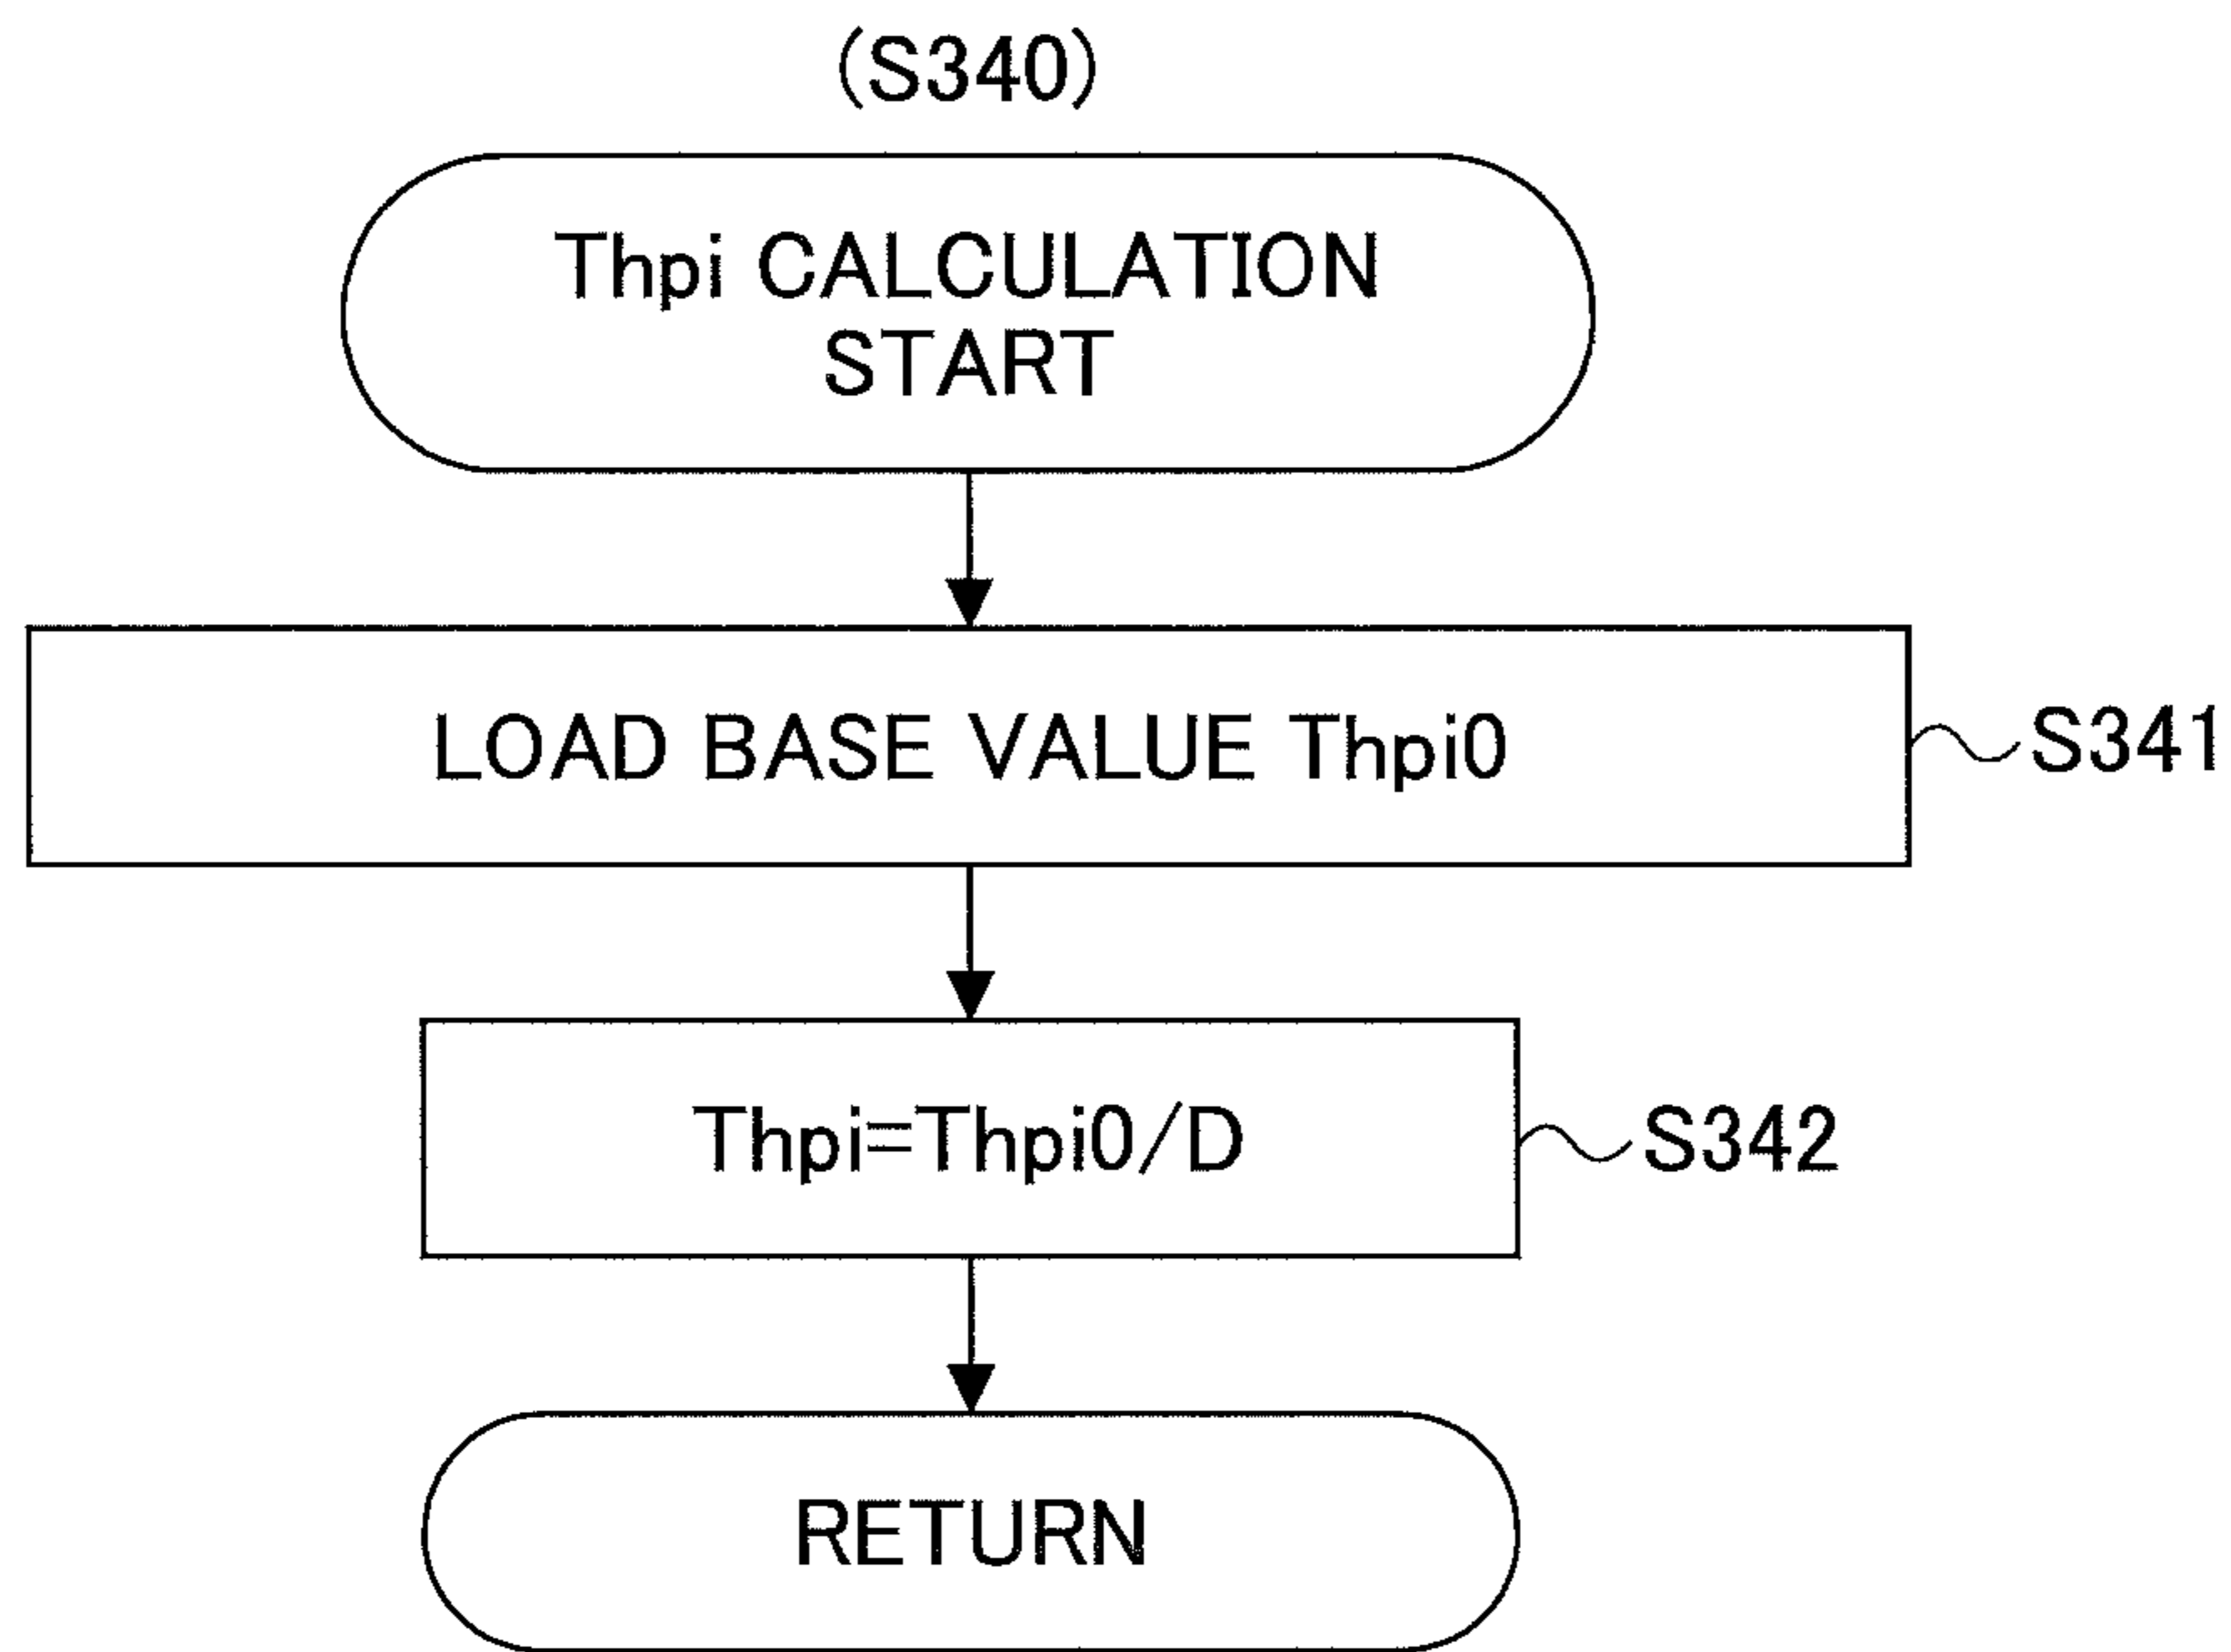 (S340)
Thpi CALCULATION
START
LOAD BASE VALUE Thpi0
S341
Thpi=Thpi0/D
S342
RETURN